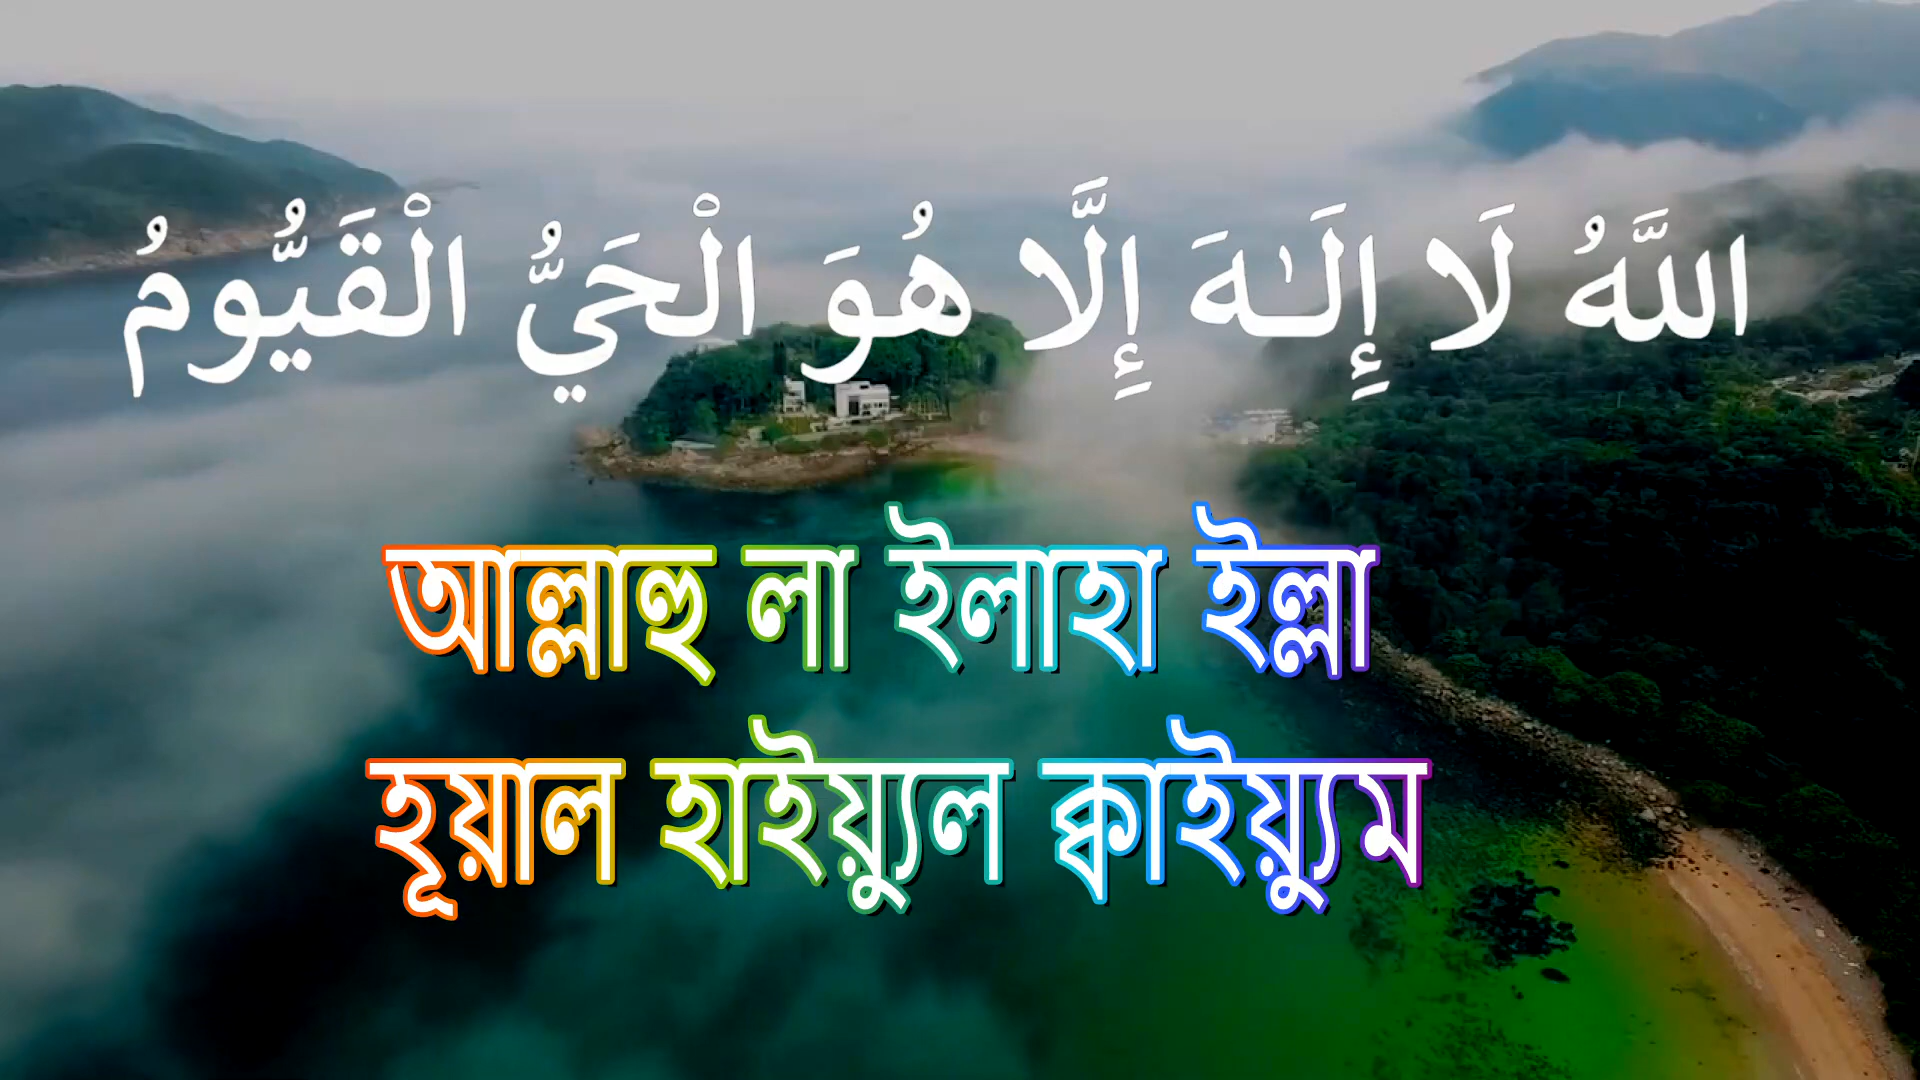 اللَّهُ لَا إِلَـٰهَ إِلَّا هُوَ الْحَيُّ الْقَيُّومُ
আল্লাহু লা ইলাহা ইল্লা
হূয়াল হাইয়্যুল ক্বাইয়্যুম